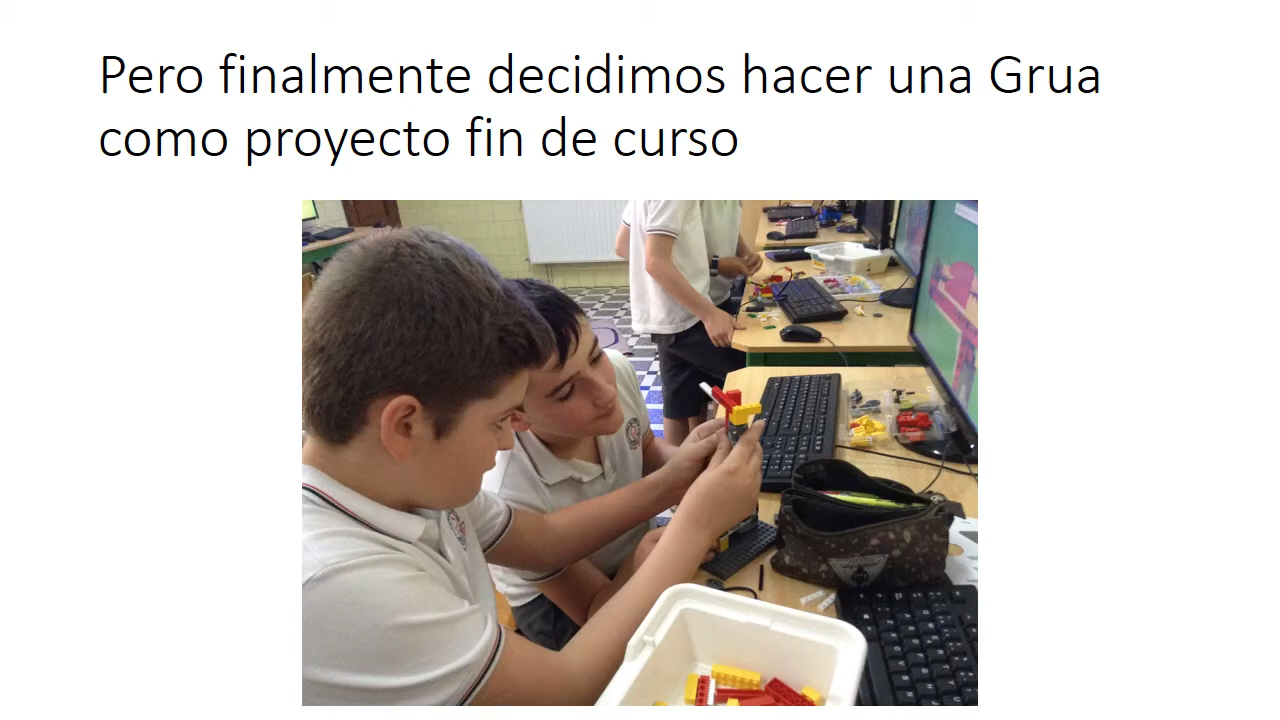 Pero finalmente decidimos hacer una Grua
como proyecto fin de curso